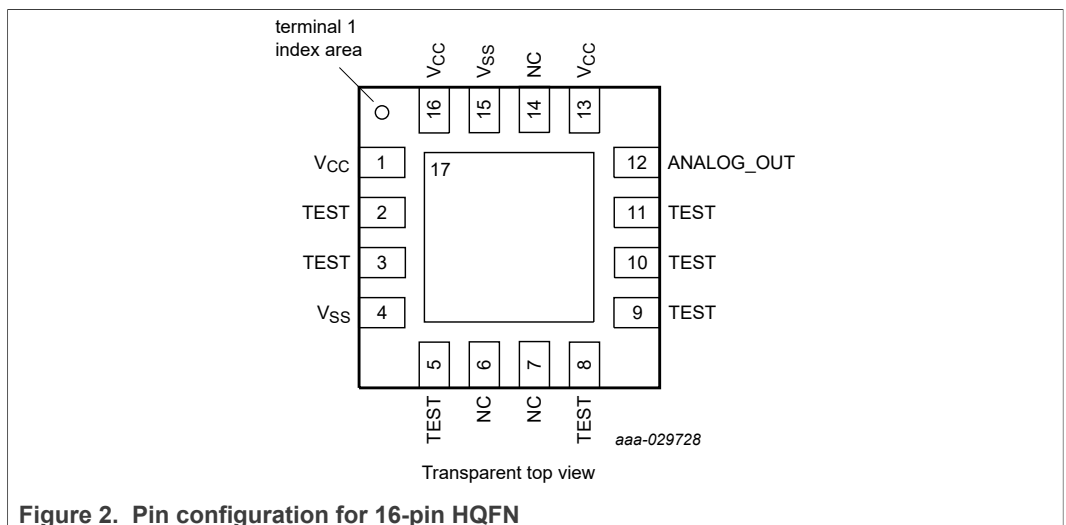 terminal 1
index area
VCC
VSS
NC
VCC
16
15
14
13
VCC
1
17
12
ANALOG_OUT
TEST
2
11
TEST
TEST
3
10
TEST
VSS
4
9
TEST
5
6
7
8
TEST
NC
NC
TEST
aaa-029728
Transparent top view
Figure 2. Pin configuration for 16-pin HQFN